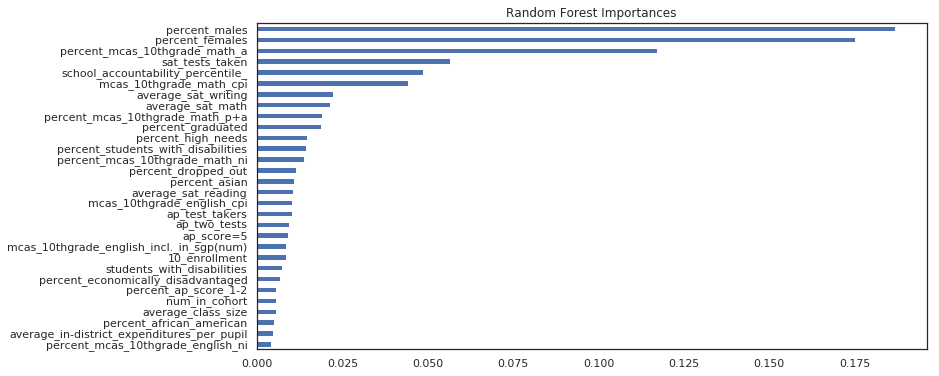 Random Forest Importances
percent_males
percent_females
percent_mcas_10thgrade_math_a
sat_tests_taken
school_accountability_percentile_
mcas_10thgrade_math_cpi
average_sat_writing
average_sat_math
percent_mcas_10thgrade_math_p+a
percent_graduated
percent_high_needs
percent_students_with_disabilities
percent_mcas_10thgrade_math_ni
percent_dropped_out
percent_asian
average_sat_reading
mcas_10thgrade_english_cpi
ap_test_takers
ap_two_tests
ap_score=5
mcas_10thgrade_english_incl._in_sgp(num)
10_enrollment
students_with_disabilities
percent_economically_disadvantaged
percent_ap_score_1-2
num_in_cohort
average_class_size
percent_african_american
average_in-district_expenditures_per_pupil
percent_mcas_10thgrade_english_ni
0.000 0.025 0.050 0.075 0.100 0.125 0.150 0.175